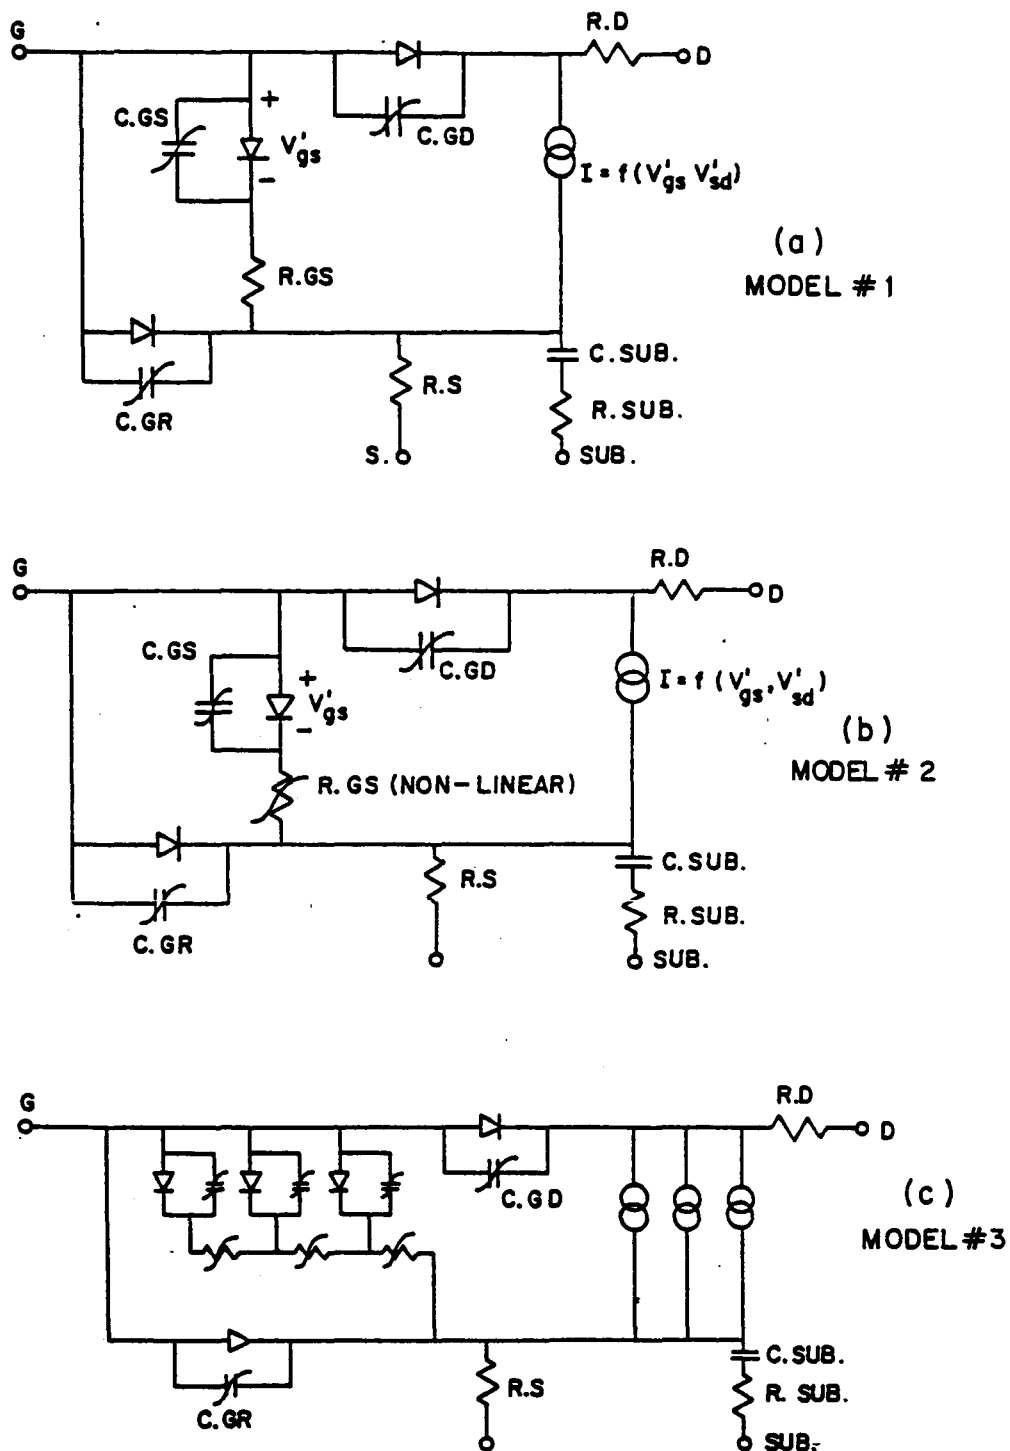 G
R.D
D
C.GS
+
V'gs
-
C.GD
I = f(V'gs V'sd)
(a)
MODEL #1
R.GS
C.GR
R.S
C.SUB.
R.SUB.
S.
SUB.
G
R.D
D
C.GS
+
V'gs
-
C.GD
I = f (V'gs, V'sd)
(b)
MODEL # 2
R.GS (NON-LINEAR)
C.GR
R.S
C.SUB.
R.SUB.
SUB.
G
R.D
D
C.GD
(c)
MODEL #3
C.GR
R.S
C.SUB.
R. SUB.
SUB.